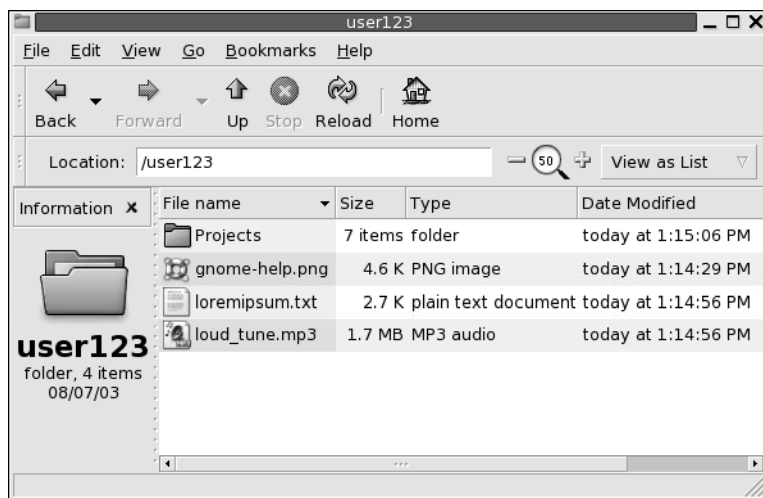 user123
File Edit View Go Bookmarks Help
Back Forward Up Stop Reload Home
Location: /user123 50 View as List
Information File name Size Type Date Modified
Projects 7 items folder today at 1:15:06 PM
gnome-help.png 4.6 K PNG image today at 1:14:29 PM
loremipsum.txt 2.7 K plain text document today at 1:14:56 PM
loud_tune.mp3 1.7 MB MP3 audio today at 1:14:56 PM
user123
folder, 4 items
08/07/03